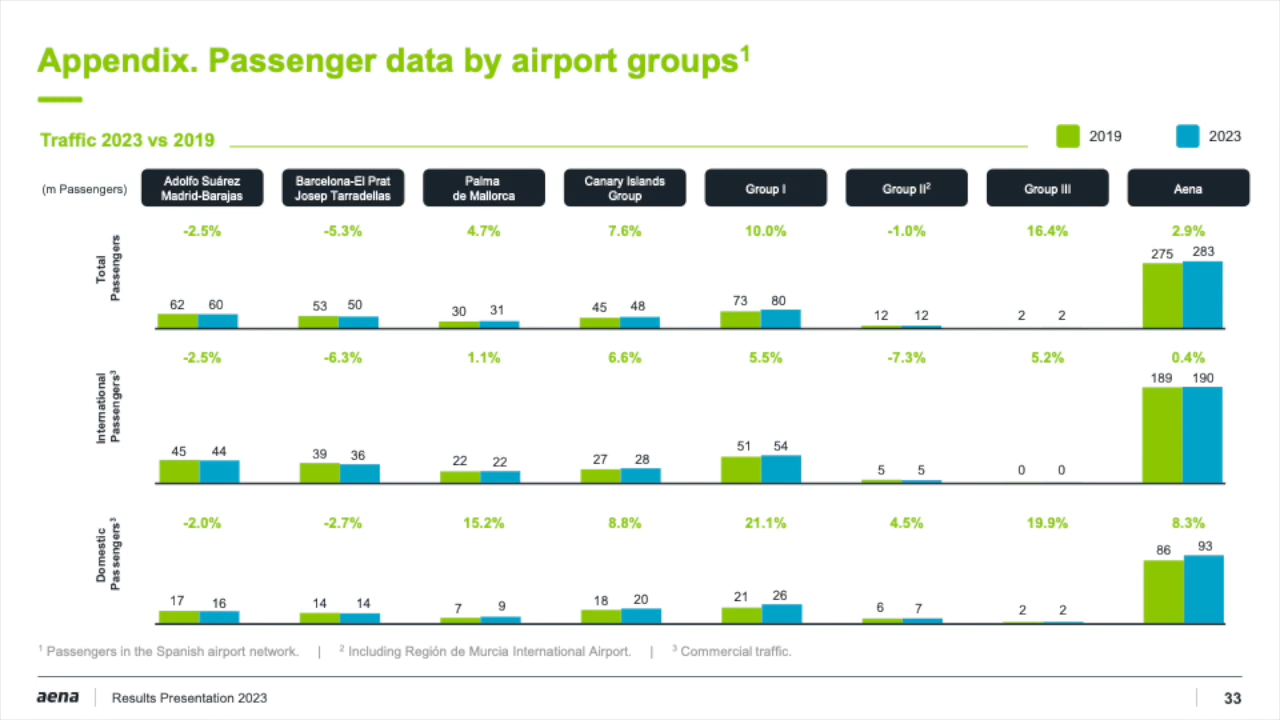 Appendix. Passenger data by airport groups¹
Traffic 2023 vs 2019
2019
2023
(m Passengers)
Adolfo Suárez
Madrid-Barajas
Barcelona-El Prat
Josep Tarradellas
Palma
de Mallorca
Canary Islands
Group
Group I
Group II²
Group III
Aena
Total
Passengers
-2.5% -5.3% 4.7% 7.6% 10.0% -1.0% 16.4% 2.9%
62 60 53 50 30 31 45 48 73 80 12 12 2 2 275 283
International
Passengers³
-2.5% -6.3% 1.1% 6.6% 5.5% -7.3% 5.2% 0.4%
45 44 39 36 22 22 27 28 51 54 5 5 0 0 189 190
Domestic
Passengers³
-2.0% -2.7% 15.2% 8.8% 21.1% 4.5% 19.9% 8.3%
17 16 14 14 7 9 18 20 21 26 6 7 2 2 86 93
¹ Passengers in the Spanish airport network. | ² Including Región de Murcia International Airport. | ³ Commercial traffic.
aena | Results Presentation 2023 | 33